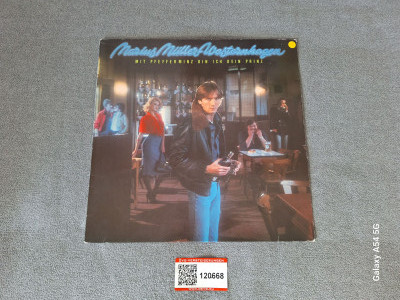 Marius Müller-Westernhagen
MIT PFEFFERMINZ BIN ICH DEIN PRINZ
120668
Galaxy A54 5G